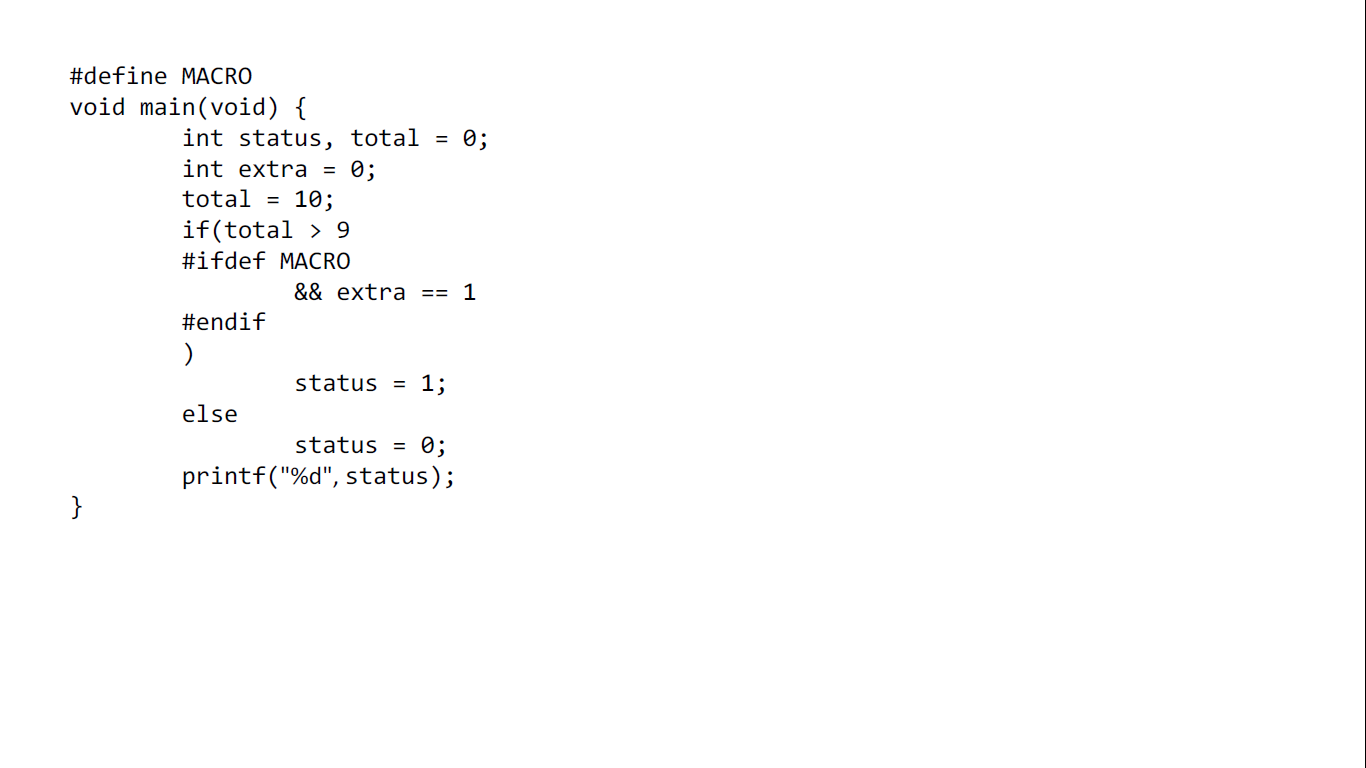 #define MACRO
void main(void) {
        int status, total = 0;
        int extra = 0;
        total = 10;
        if(total > 9
        #ifdef MACRO
                && extra == 1
        #endif
        )
                status = 1;
        else
                status = 0;
        printf("%d", status);
}